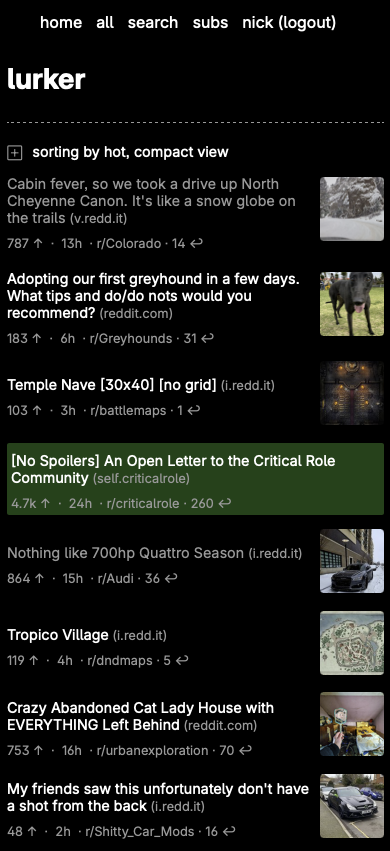 home all search subs nick (logout)
lurker
sorting by hot, compact view
Cabin fever, so we took a drive up North
Cheyenne Canon. It's like a snow globe on
the trails (v.redd.it)
787 ↑ · 13h · r/Colorado · 14 ↩
Adopting our first greyhound in a few days.
What tips and do/do nots would you
recommend? (reddit.com)
183 ↑ · 6h · r/Greyhounds · 31 ↩
Temple Nave [30x40] [no grid] (i.redd.it)
103 ↑ · 3h · r/battlemaps · 1 ↩
[No Spoilers] An Open Letter to the Critical Role
Community (self.criticalrole)
4.7k ↑ · 24h · r/criticalrole · 260 ↩
Nothing like 700hp Quattro Season (i.redd.it)
864 ↑ · 15h · r/Audi · 36 ↩
Tropico Village (i.redd.it)
119 ↑ · 4h · r/dndmaps · 5 ↩
Crazy Abandoned Cat Lady House with
EVERYTHING Left Behind (reddit.com)
753 ↑ · 16h · r/urbanexploration · 70 ↩
My friends saw this unfortunately don't have
a shot from the back (i.redd.it)
48 ↑ · 2h · r/Shitty_Car_Mods · 16 ↩